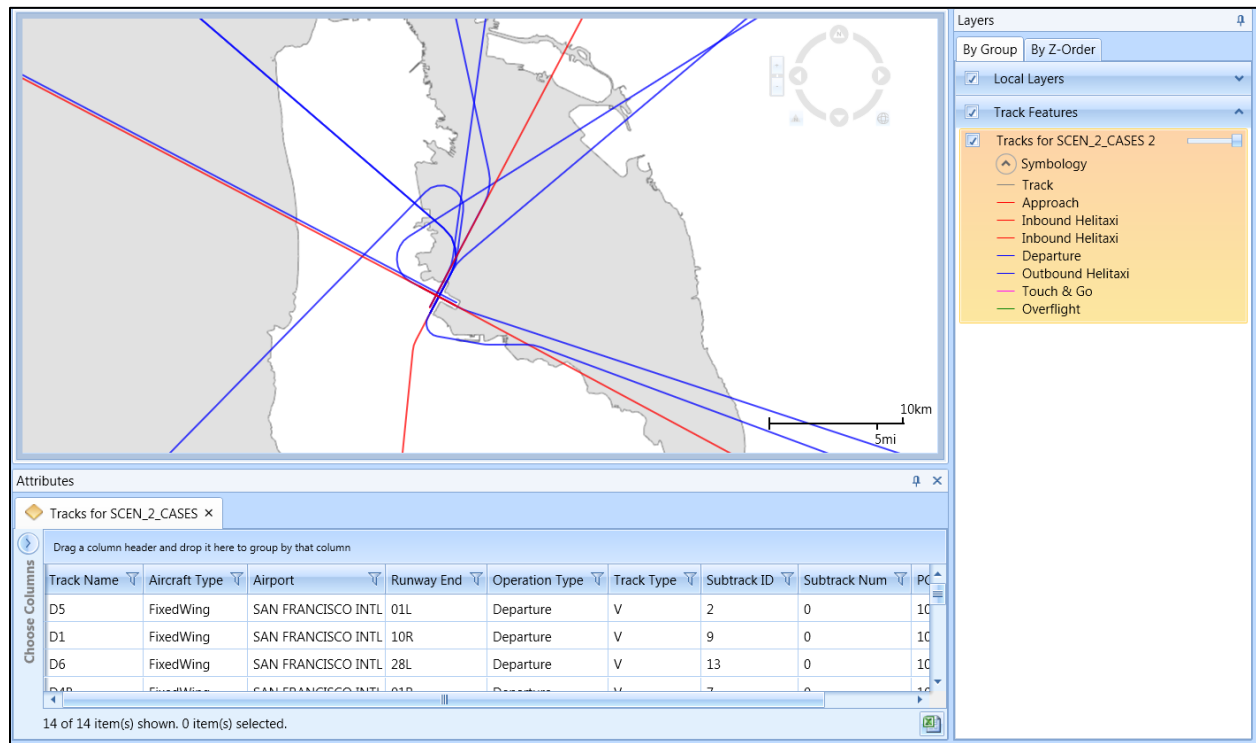 Layers
By Group By Z-Order
Local Layers
Track Features
Tracks for SCEN_2_CASES 2
Symbology
Track
Approach
Inbound Helitaxi
Inbound Helitaxi
Departure
Outbound Helitaxi
Touch & Go
Overflight
10km
5mi
Attributes
Tracks for SCEN_2_CASES
Choose Columns
Drag a column header and drop it here to group by that column
Track Name Aircraft Type Airport Runway End Operation Type Track Type Subtrack ID Subtrack Num
D5 FixedWing SAN FRANCISCO INTL 01L Departure V 2 0 10
D1 FixedWing SAN FRANCISCO INTL 10R Departure V 9 0 10
D6 FixedWing SAN FRANCISCO INTL 28L Departure V 13 0 10
14 of 14 item(s) shown. 0 item(s) selected.